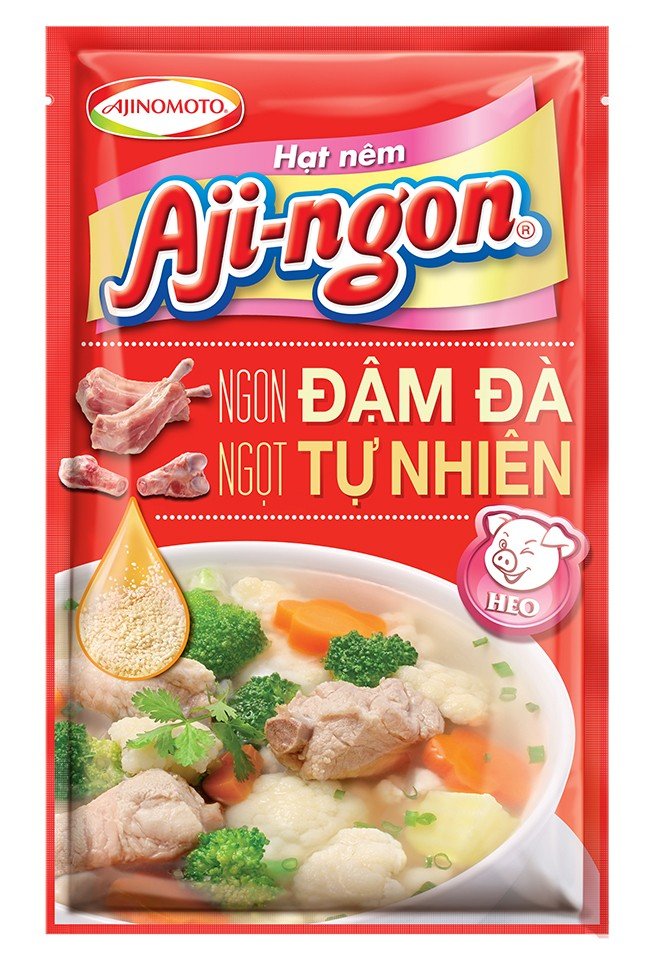 AJINOMOTO®
Hạt nêm
Aji-ngon®
NGON ĐẬM ĐÀ
NGỌT TỰ NHIÊN
HEO